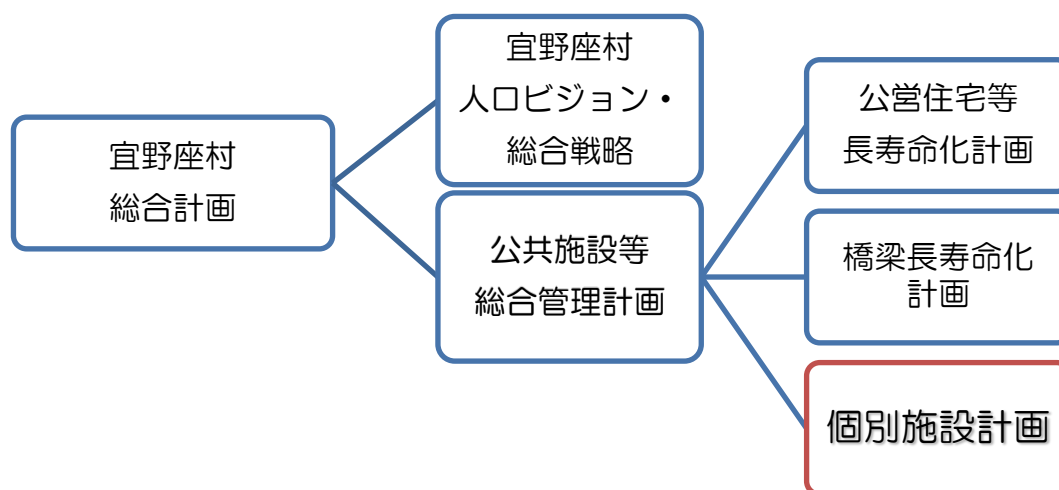 宜野座村
総合計画
宜野座村
人口ビジョン・
総合戦略
公共施設等
総合管理計画
公営住宅等
長寿命化計画
橋梁長寿命化
計画
個別施設計画